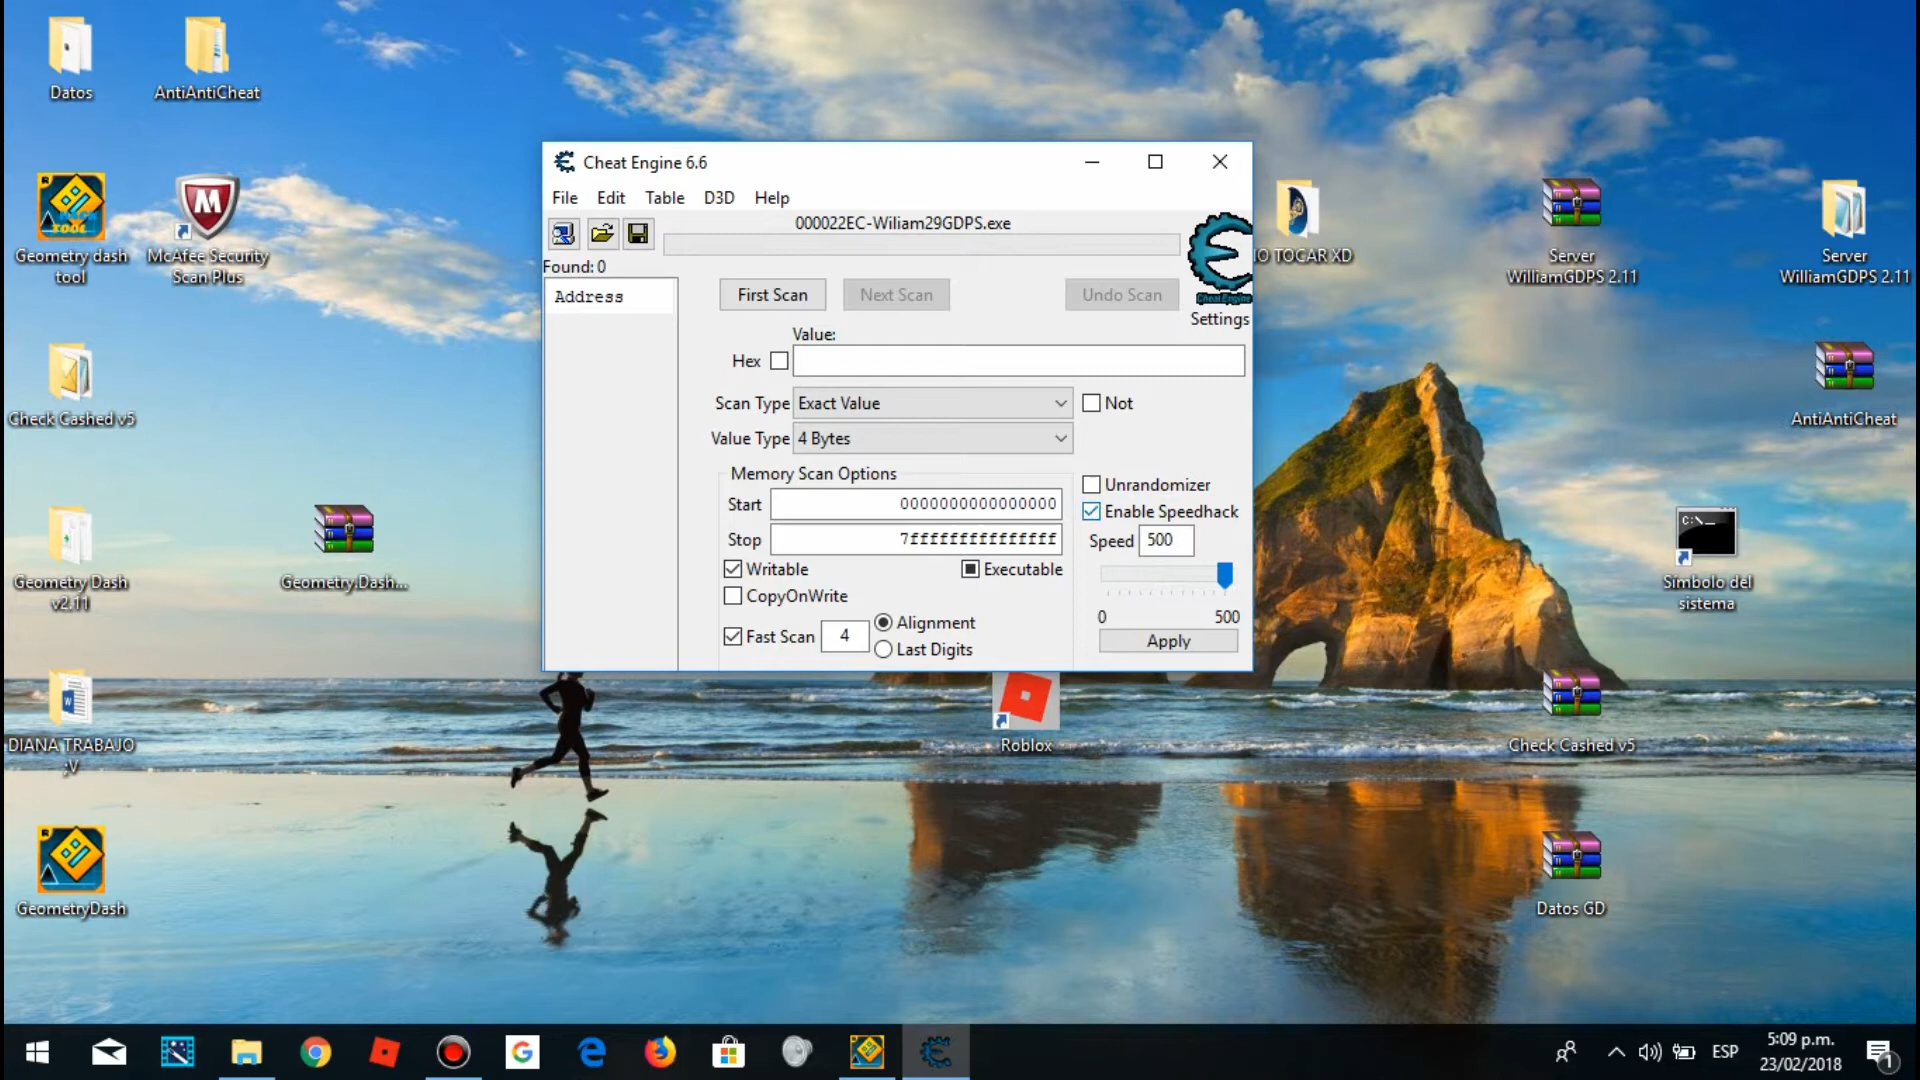 Datos
AntiAntiCheat
Geometry dash
tool
McAfee Security
Scan Plus
Check Cashed v5
Geometry Dash
v2.11
Geometry.Dash...
DIANA TRABAJO
;V
GeometryDash
Cheat Engine 6.6
File Edit Table D3D Help
000022EC-Wiliam29GDPS.exe
Found: 0
Address
First Scan
Next Scan
Undo Scan
Cheat Engine
Settings
Value:
Hex
Scan Type Exact Value
Not
Value Type 4 Bytes
Memory Scan Options
Start 0000000000000000
Stop 7fffffffffffffff
Writable
Executable
CopyOnWrite
Fast Scan 4
Alignment
Last Digits
Unrandomizer
Enable Speedhack
Speed 500
0 500
Apply
Roblox
TOCAR XD
Server
WilliamGDPS 2.11
Server
WilliamGDPS 2.11
AntiAntiCheat
Símbolo del
sistema
Check Cashed v5
Datos GD
ESP
5:09 p.m.
23/02/2018
1